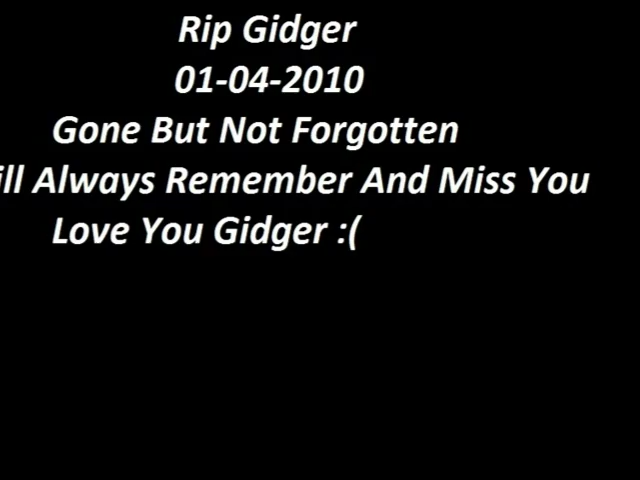 Rip Gidger
01-04-2010
Gone But Not Forgotten
ill Always Remember And Miss You
Love You Gidger :(